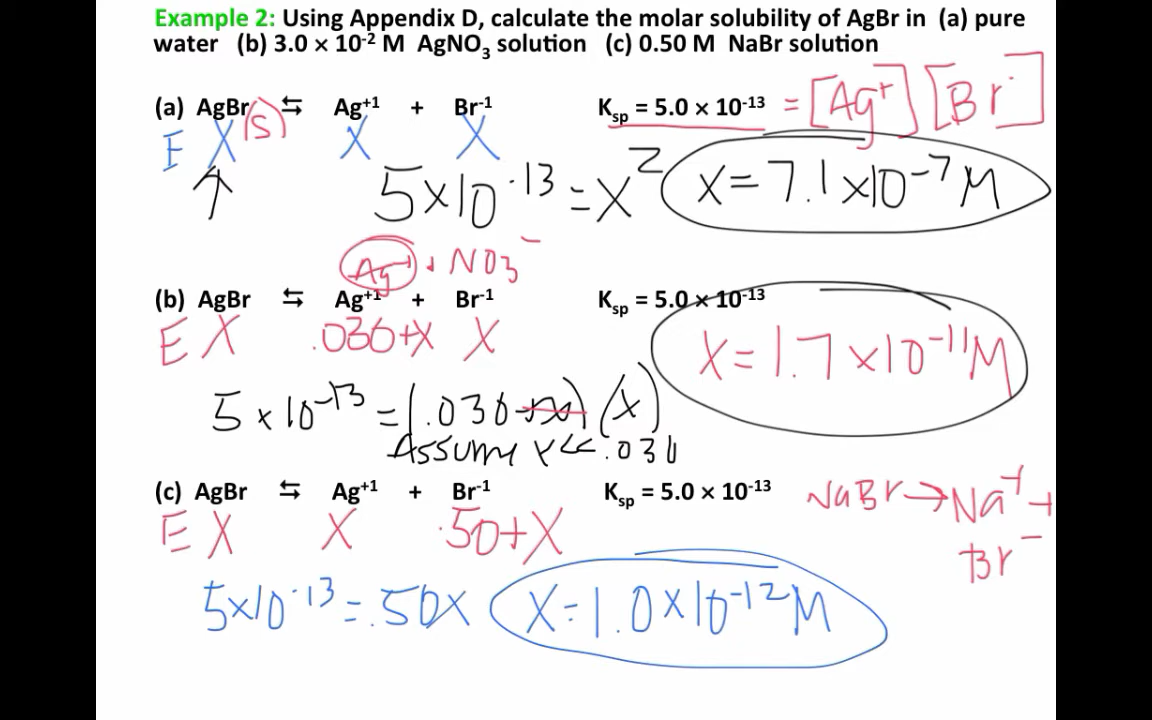 Example 2: Using Appendix D, calculate the molar solubility of AgBr in (a) pure
water (b) 3.0 × 10⁻² M AgNO₃ solution (c) 0.50 M NaBr solution
(a) AgBr(s) ⇆ Ag⁺¹ + Br⁻¹ Kₛₚ = 5.0 × 10⁻¹³ = [Ag⁺][Br⁻]
E X X X
5×10⁻¹³ = X² X = 7.1×10⁻⁷ M
Ag⁺ + NO3⁻
(b) AgBr ⇆ Ag⁺¹ + Br⁻¹ Kₛₚ = 5.0 × 10⁻¹³
E X .030+X X X = 1.7 ×10⁻¹¹ M
5 × 10⁻¹³ = (.030+x)(X)
Assume X<< .030
(c) AgBr ⇆ Ag⁺¹ + Br⁻¹ Kₛₚ = 5.0 × 10⁻¹³ NaBr → Na⁺ +
E X X .50+X Br⁻
5×10⁻¹³ = .50X X = 1.0×10⁻¹² M